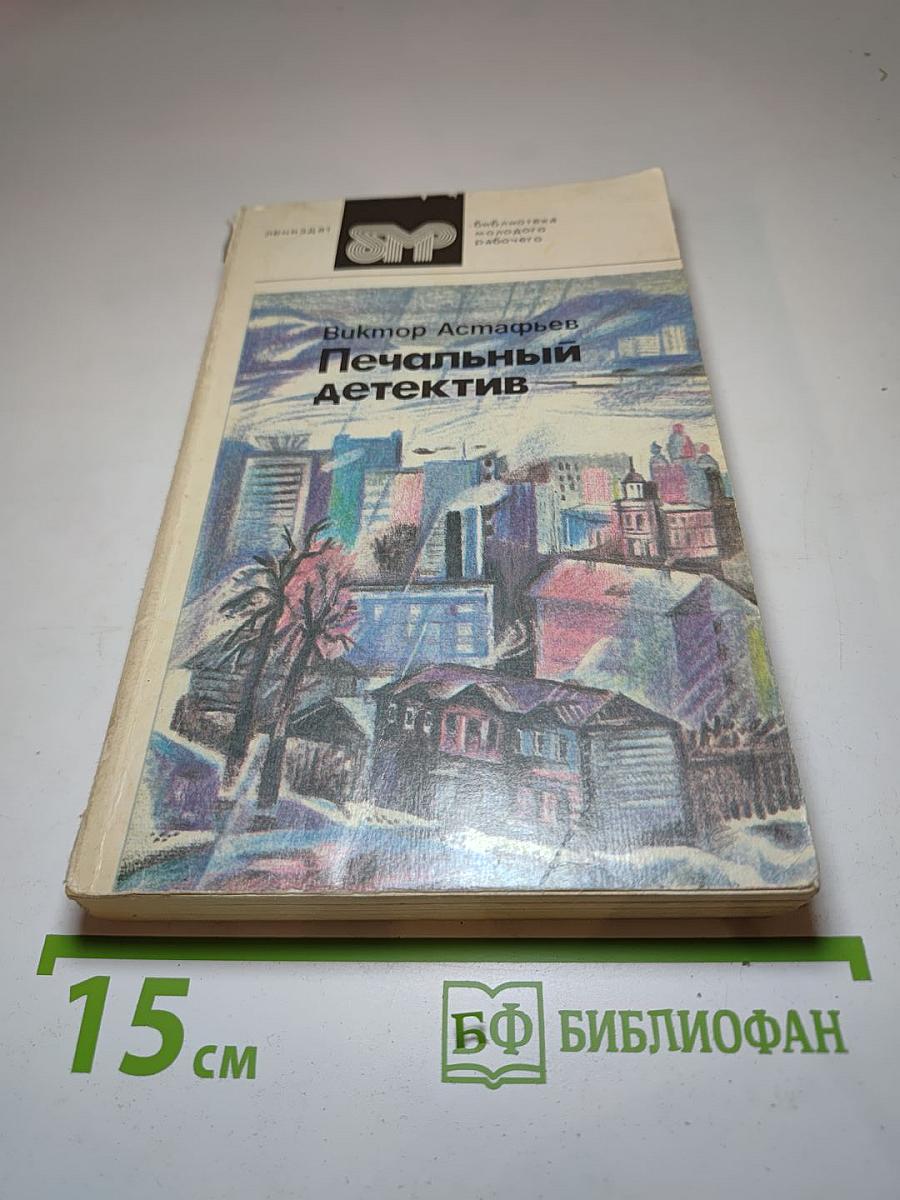 лениздат
БМР
библиотека
молодого
рабочего
Виктор Астафьев
Печальный
детектив
15 см
БФ БИБЛИОФАН